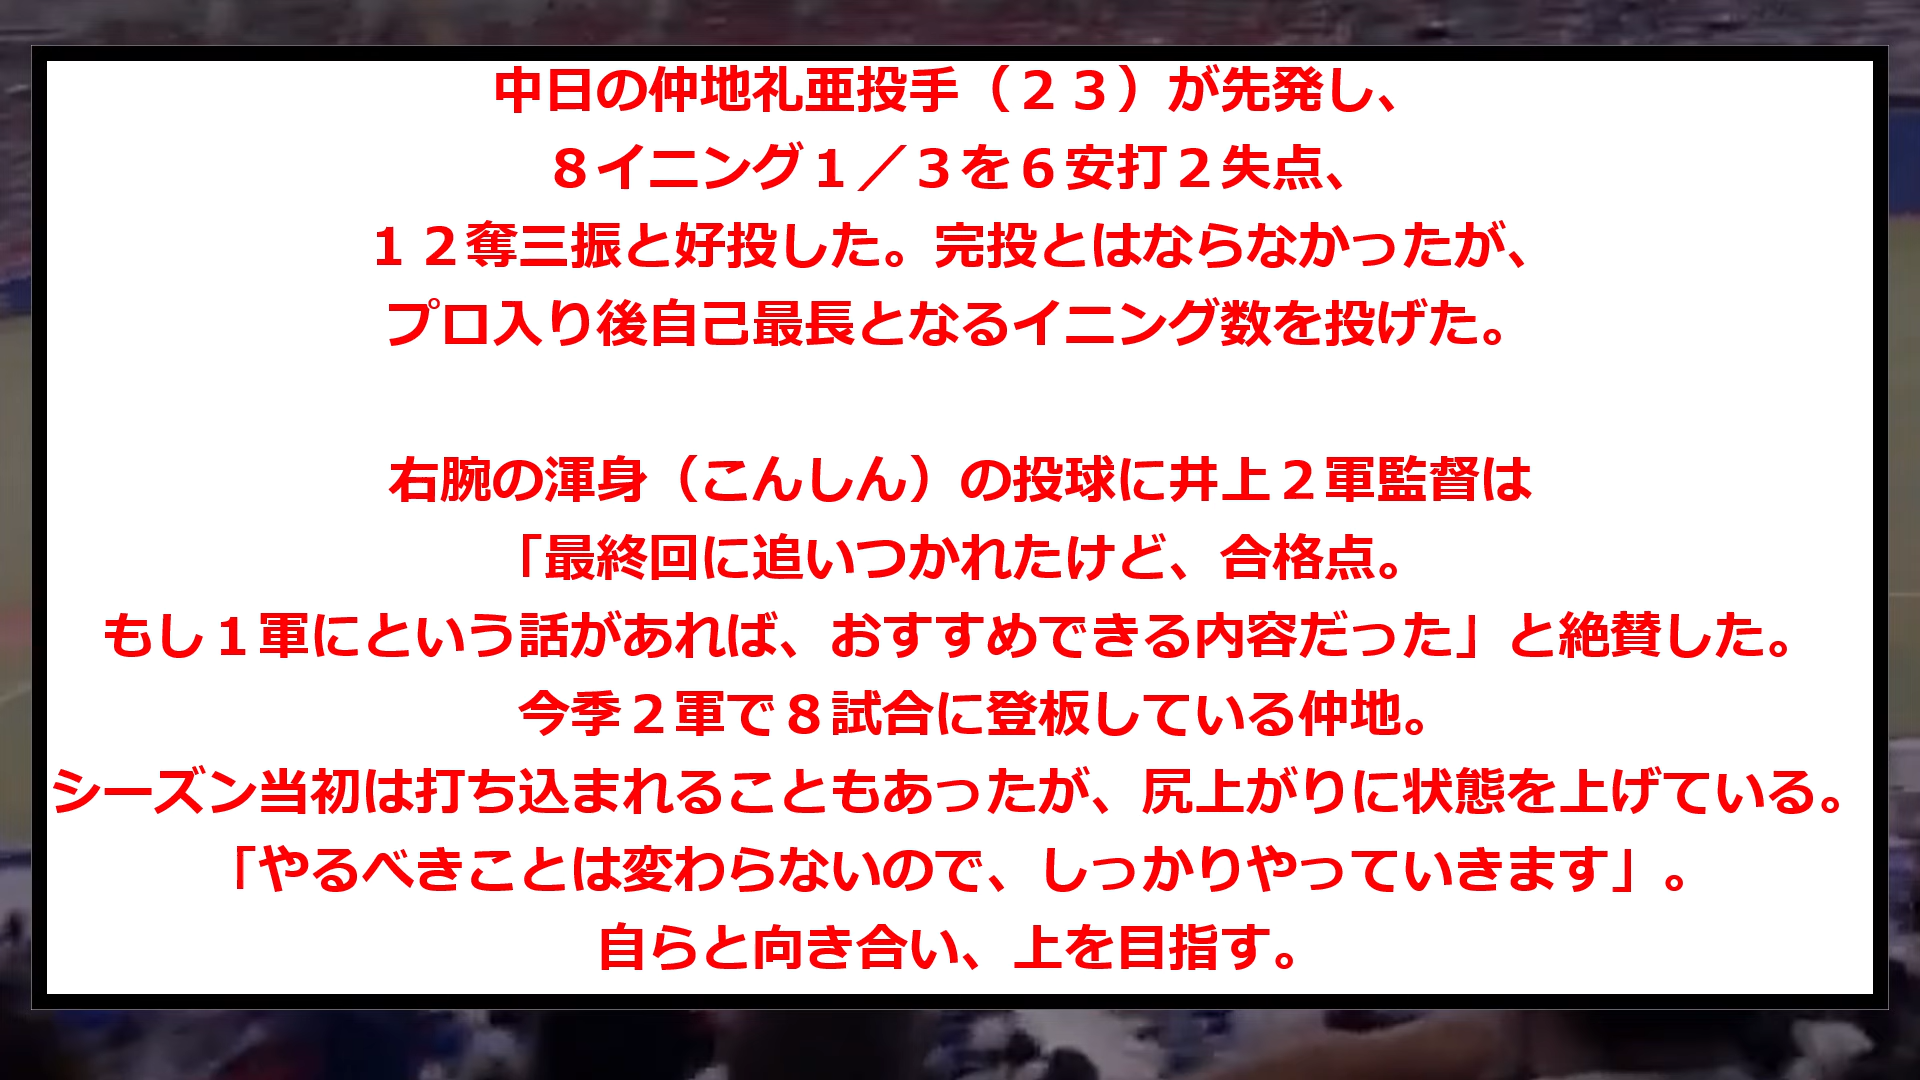 中日の仲地礼亜投手（２３）が先発し、
８イニング１／３を６安打２失点、
１２奪三振と好投した。完投とはならなかったが、
プロ入り後自己最長となるイニング数を投げた。
右腕の渾身（こんしん）の投球に井上２軍監督は
「最終回に追いつかれたけど、合格点。
もし１軍にという話があれば、おすすめできる内容だった」と絶賛した。
今季２軍で８試合に登板している仲地。
シーズン当初は打ち込まれることもあったが、尻上がりに状態を上げている。
「やるべきことは変わらないので、しっかりやっていきます」。
自らと向き合い、上を目指す。